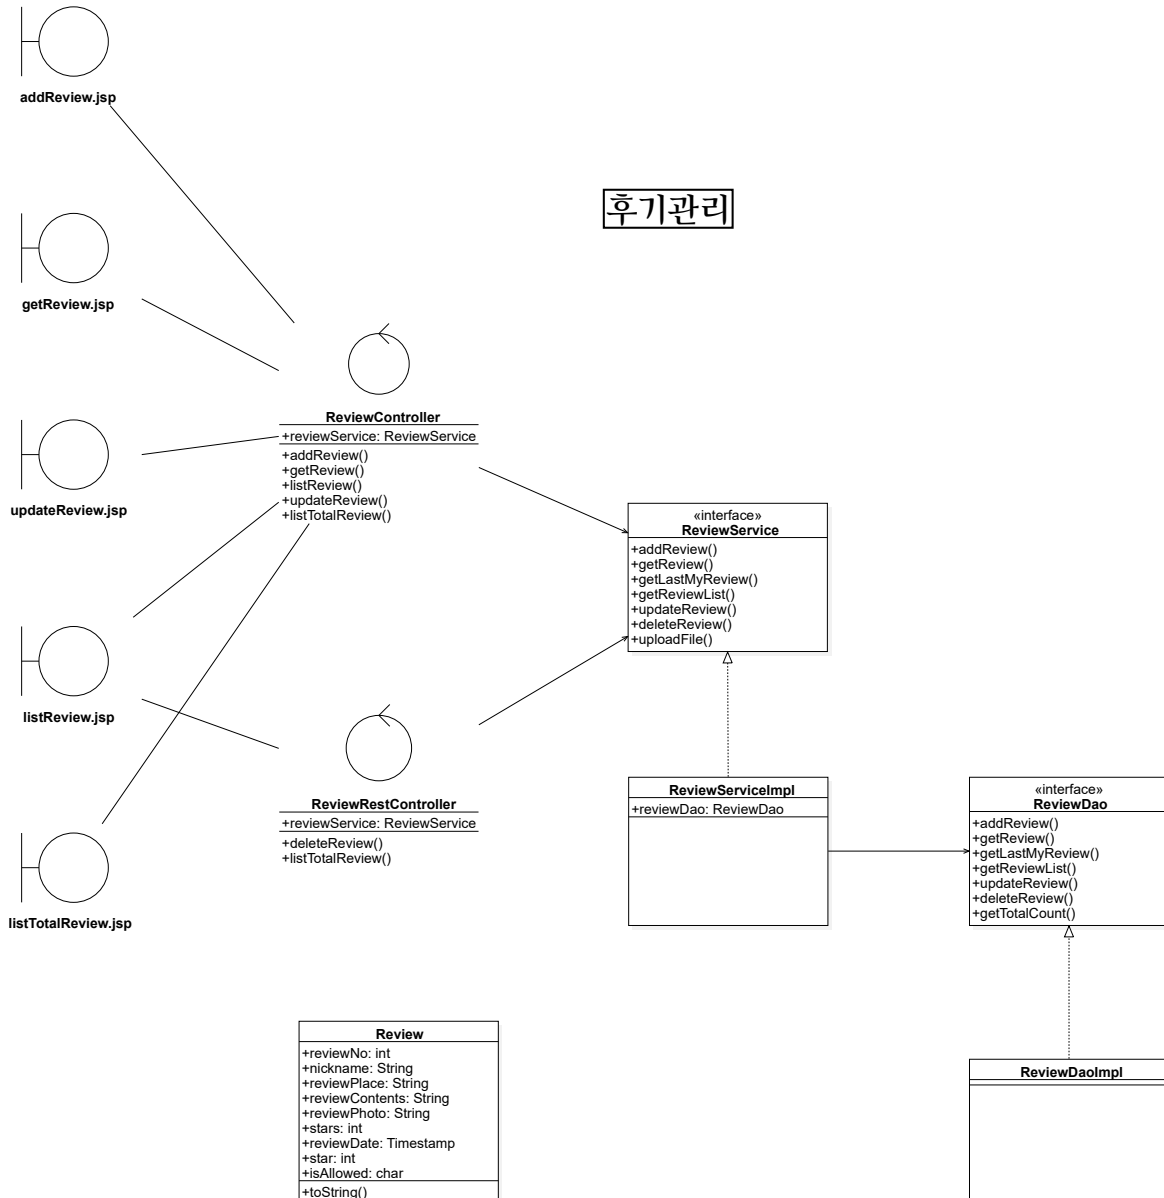 addReview.jsp
후기관리
getReview.jsp
ReviewController
+reviewService: ReviewService
+addReview()
+getReview()
+listReview()
+updateReview()
+listTotalReview()
updateReview.jsp
«interface»
ReviewService
+addReview()
+getReview()
+getLastMyReview()
+getReviewList()
+updateReview()
+deleteReview()
+uploadFile()
listReview.jsp
ReviewRestController
+reviewService: ReviewService
+deleteReview()
+listTotalReview()
ReviewServiceImpl
+reviewDao: ReviewDao
«interface»
ReviewDao
+addReview()
+getReview()
+getLastMyReview()
+getReviewList()
+updateReview()
+deleteReview()
+getTotalCount()
listTotalReview.jsp
Review
+reviewNo: int
+nickname: String
+reviewPlace: String
+reviewContents: String
+reviewPhoto: String
+stars: int
+reviewDate: Timestamp
+star: int
+isAllowed: char
+toString()
ReviewDaoImpl